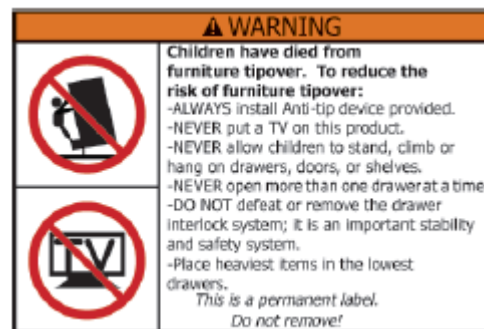 WARNING
Children have died from
furniture tipover. To reduce the
risk of furniture tipover:
-ALWAYS install Anti-tip device provided.
-NEVER put a TV on this product.
-NEVER allow children to stand, climb or
hang on drawers, doors, or shelves.
-NEVER open more than one drawer at a time
-DO NOT defeat or remove the drawer
interlock system; it is an important stability
and safety system.
-Place heaviest items in the lowest
drawers.
This is a permanent label.
Do not remove!
TV